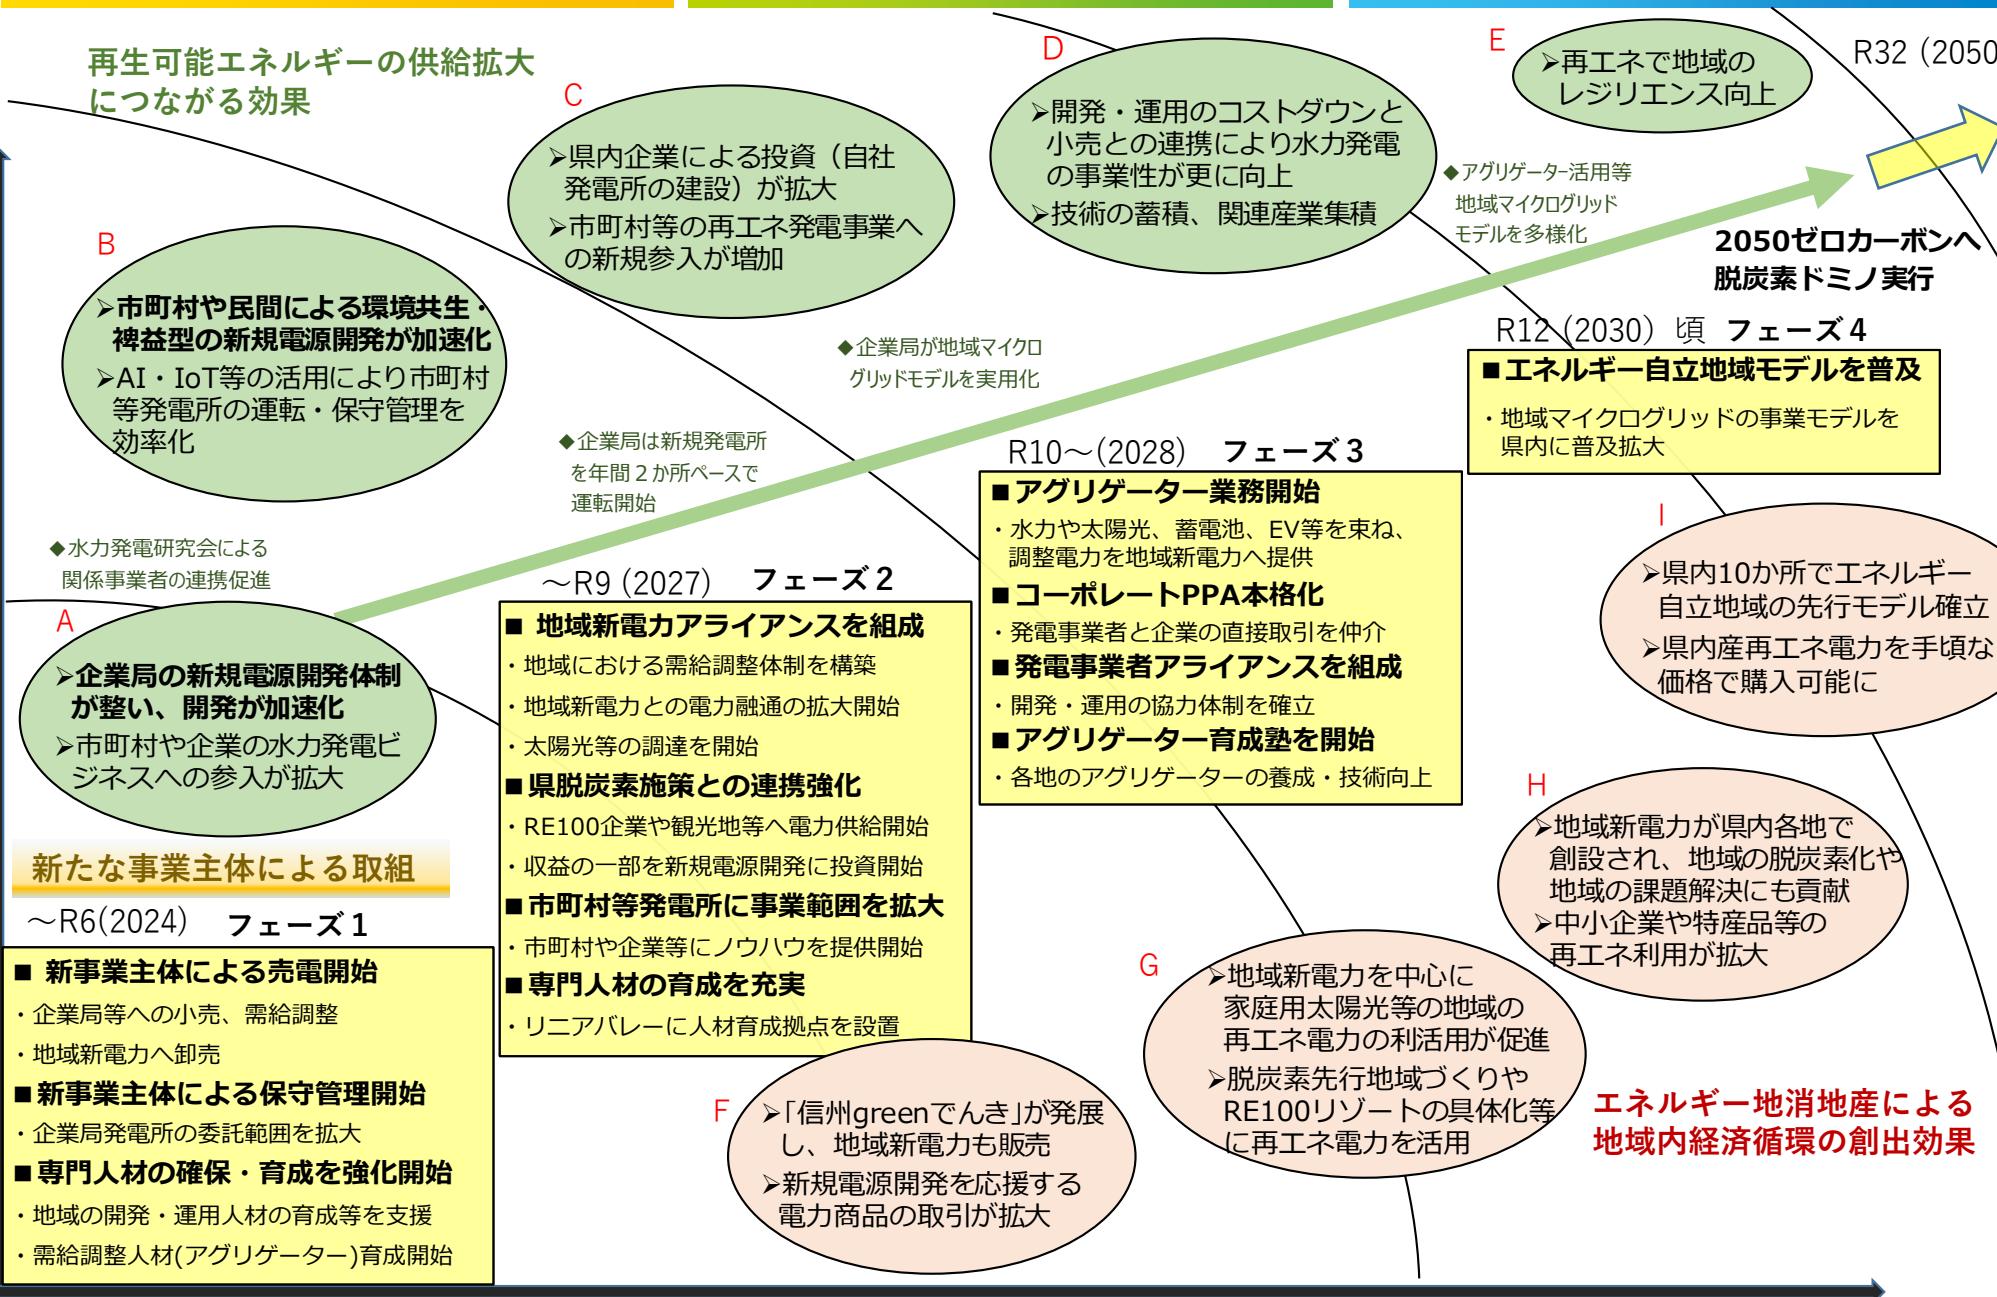 再生可能エネルギーの供給拡大
につながる効果
A
➢企業局の新規電源開発体制
が整い、開発が加速化
➢市町村や企業の水力発電ビ
ジネスへの参入が拡大
B
➢市町村や民間による環境共生・
裨益型の新規電源開発が加速化
➢AI・IoT等の活用により市町村
等発電所の運転・保守管理を
効率化
C
➢県内企業による投資（自社
発電所の建設）が拡大
➢市町村等の再エネ発電事業へ
の新規参入が増加
D
➢開発・運用のコストダウンと
小売との連携により水力発電
の事業性が更に向上
➢技術の蓄積、関連産業集積
E
➢再エネで地域の
レジリエンス向上
R32 (2050
◆水力発電研究会による
関係事業者の連携促進
◆企業局は新規発電所
を年間２か所ペースで
運転開始
◆企業局が地域マイクロ
グリッドモデルを実用化
◆アグリゲーター活用等
地域マイクログリッド
モデルを多様化
2050ゼロカーボンへ
脱炭素ドミノ実行
新たな事業主体による取組
～R6(2024) フェーズ１
■ 新事業主体による売電開始
・企業局等への小売、需給調整
・地域新電力へ卸売
■新事業主体による保守管理開始
・企業局発電所の委託範囲を拡大
■専門人材の確保・育成を強化開始
・地域の開発・運用人材の育成等を支援
・需給調整人材(アグリゲーター)育成開始
～R9 (2027) フェーズ２
■ 地域新電力アライアンスを組成
・地域における需給調整体制を構築
・地域新電力との電力融通の拡大開始
・太陽光等の調達を開始
■県脱炭素施策との連携強化
・RE100企業や観光地等へ電力供給開始
・収益の一部を新規電源開発に投資開始
■市町村等発電所に事業範囲を拡大
・市町村や企業等にノウハウを提供開始
■専門人材の育成を充実
・リニアバレーに人材育成拠点を設置
R10～(2028) フェーズ３
■アグリゲーター業務開始
・水力や太陽光、蓄電池、EV等を束ね、
調整電力を地域新電力へ提供
■コーポレートPPA本格化
・発電事業者と企業の直接取引を仲介
■発電事業者アライアンスを組成
・開発・運用の協力体制を確立
■アグリゲーター育成塾を開始
・各地のアグリゲーターの養成・技術向上
R12 (2030) 頃 フェーズ４
■エネルギー自立地域モデルを普及
・地域マイクログリッドの事業モデルを
県内に普及拡大
F
➢「信州greenでんき」が発展
し、地域新電力も販売
➢新規電源開発を応援する
電力商品の取引が拡大
G
➢地域新電力を中心に
家庭用太陽光等の地域の
再エネ電力の利活用が促進
➢脱炭素先行地域づくりや
RE100リゾートの具体化等
に再エネ電力を活用
H
➢地域新電力が県内各地で
創設され、地域の脱炭素化や
地域の課題解決にも貢献
➢中小企業や特産品等の
再エネ利用が拡大
I
➢県内10か所でエネルギー
自立地域の先行モデル確立
➢県内産再エネ電力を手頃な
価格で購入可能に
エネルギー地消地産による
地域内経済循環の創出効果